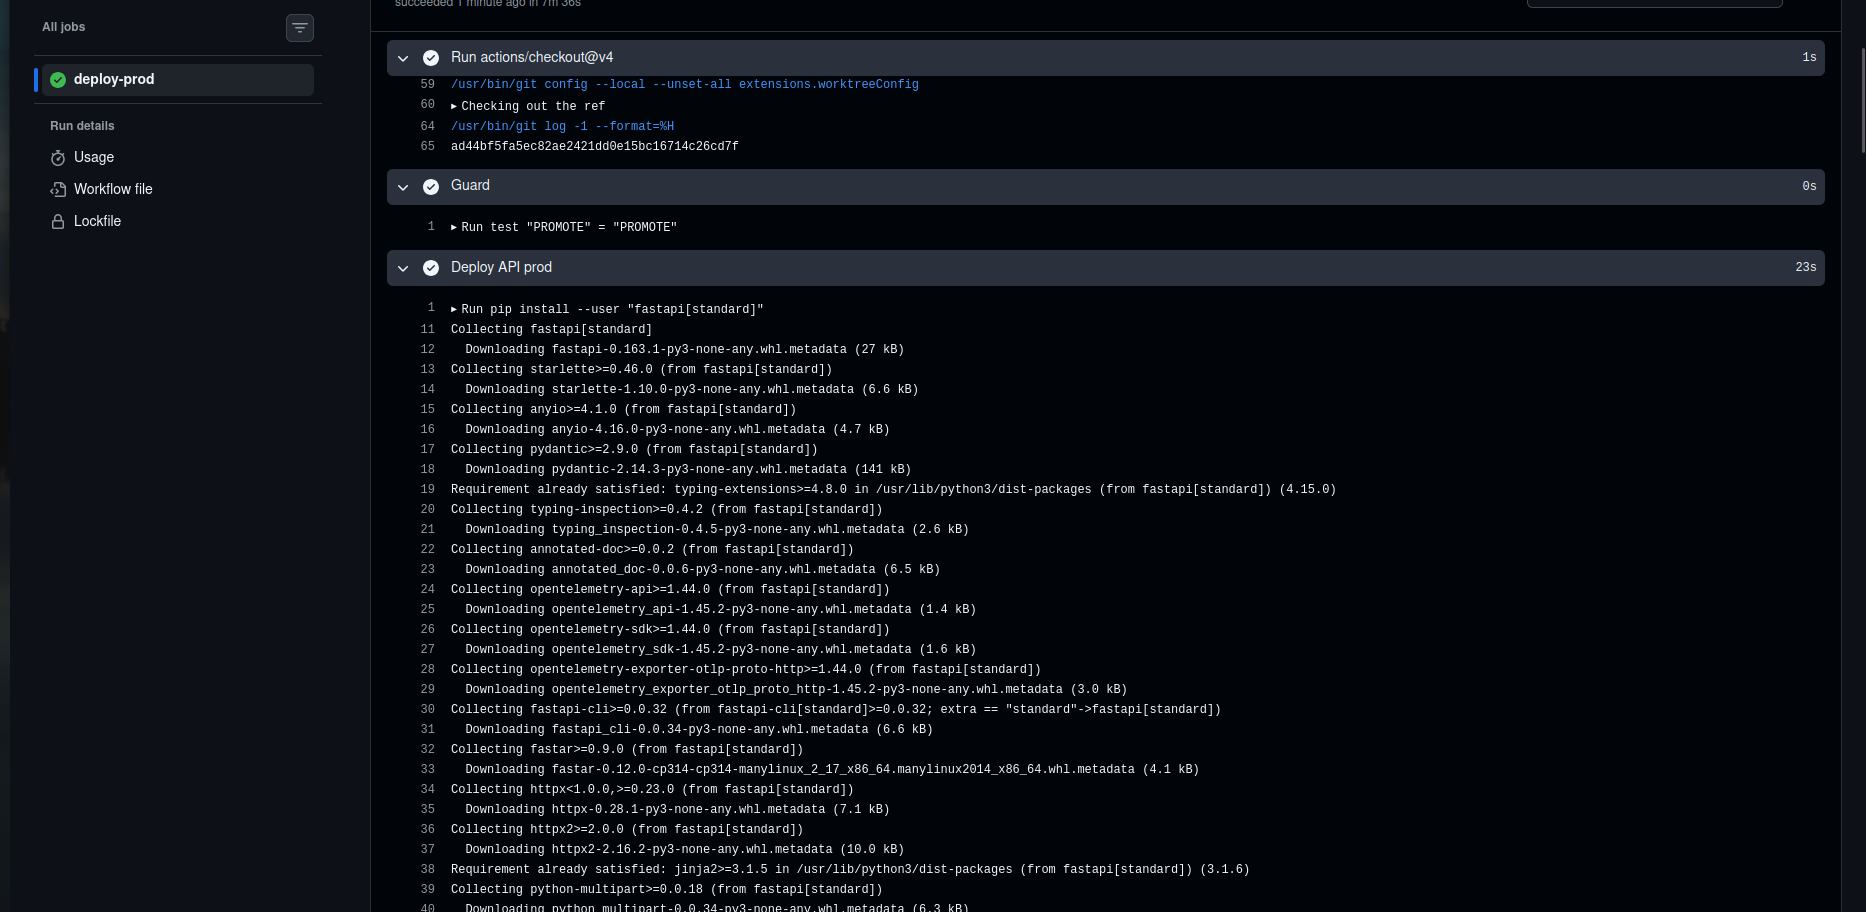 All jobs
deploy-prod
Run details
Usage
Workflow file
Lockfile
succeeded 1 minute ago in 7m 36s
Run actions/checkout@v4 1s
59 /usr/bin/git config --local --unset-all extensions.worktreeConfig
60 ▸ Checking out the ref
64 /usr/bin/git log -1 --format=%H
65 ad44bf5fa5ec82ae2421dd0e15bc16714c26cd7f
Guard 0s
1 ▸ Run test "PROMOTE" = "PROMOTE"
Deploy API prod 23s
1 ▸ Run pip install --user "fastapi[standard]"
11 Collecting fastapi[standard]
12 Downloading fastapi-0.163.1-py3-none-any.whl.metadata (27 kB)
13 Collecting starlette>=0.46.0 (from fastapi[standard])
14 Downloading starlette-1.10.0-py3-none-any.whl.metadata (6.6 kB)
15 Collecting anyio>=4.1.0 (from fastapi[standard])
16 Downloading anyio-4.16.0-py3-none-any.whl.metadata (4.7 kB)
17 Collecting pydantic>=2.9.0 (from fastapi[standard])
18 Downloading pydantic-2.14.3-py3-none-any.whl.metadata (141 kB)
19 Requirement already satisfied: typing-extensions>=4.8.0 in /usr/lib/python3/dist-packages (from fastapi[standard]) (4.15.0)
20 Collecting typing-inspection>=0.4.2 (from fastapi[standard])
21 Downloading typing_inspection-0.4.5-py3-none-any.whl.metadata (2.6 kB)
22 Collecting annotated-doc>=0.0.2 (from fastapi[standard])
23 Downloading annotated_doc-0.0.6-py3-none-any.whl.metadata (6.5 kB)
24 Collecting opentelemetry-api>=1.44.0 (from fastapi[standard])
25 Downloading opentelemetry_api-1.45.2-py3-none-any.whl.metadata (1.4 kB)
26 Collecting opentelemetry-sdk>=1.44.0 (from fastapi[standard])
27 Downloading opentelemetry_sdk-1.45.2-py3-none-any.whl.metadata (1.6 kB)
28 Collecting opentelemetry-exporter-otlp-proto-http>=1.44.0 (from fastapi[standard])
29 Downloading opentelemetry_exporter_otlp_proto_http-1.45.2-py3-none-any.whl.metadata (3.0 kB)
30 Collecting fastapi-cli>=0.0.32 (from fastapi-cli[standard]>=0.0.32; extra == "standard"->fastapi[standard])
31 Downloading fastapi_cli-0.0.34-py3-none-any.whl.metadata (6.6 kB)
32 Collecting fastar>=0.9.0 (from fastapi[standard])
33 Downloading fastar-0.12.0-cp314-cp314-manylinux_2_17_x86_64.manylinux2014_x86_64.whl.metadata (4.1 kB)
34 Collecting httpx<1.0.0,>=0.23.0 (from fastapi[standard])
35 Downloading httpx-0.28.1-py3-none-any.whl.metadata (7.1 kB)
36 Collecting httpx2>=2.0.0 (from fastapi[standard])
37 Downloading httpx2-2.16.2-py3-none-any.whl.metadata (10.0 kB)
38 Requirement already satisfied: jinja2>=3.1.5 in /usr/lib/python3/dist-packages (from fastapi[standard]) (3.1.6)
39 Collecting python-multipart>=0.0.18 (from fastapi[standard])
40 Downloading python_multipart-0.0.34-py3-none-any.whl.metadata (6.3 kB)